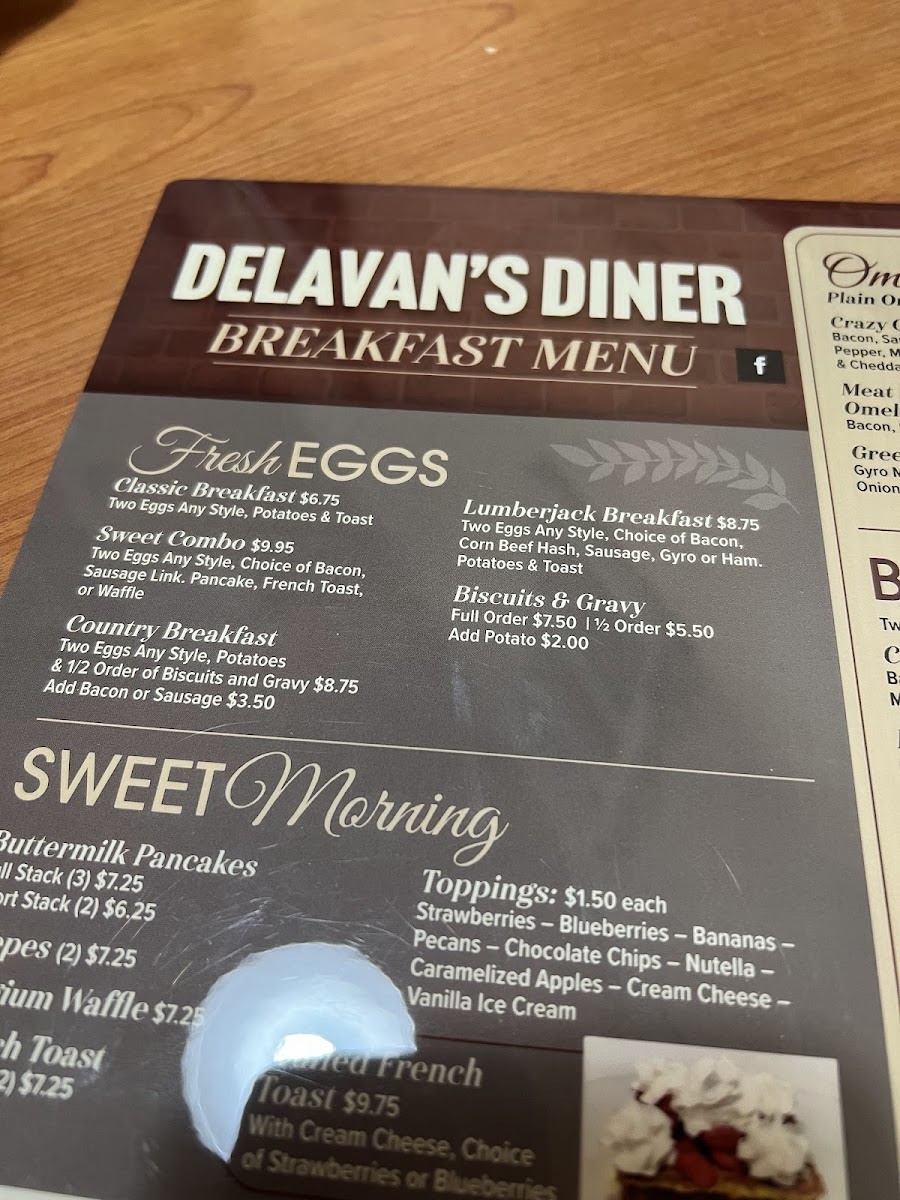 DELAVAN'S DINER
BREAKFAST MENU
f
Fresh EGGS
Classic Breakfast $6.75
Two Eggs Any Style, Potatoes & Toast
Sweet Combo $9.95
Two Eggs Any Style, Choice of Bacon,
Sausage Link. Pancake, French Toast,
or Waffle
Country Breakfast
Two Eggs Any Style, Potatoes
& 1/2 Order of Biscuits and Gravy $8.75
Add Bacon or Sausage $3.50
Lumberjack Breakfast $8.75
Two Eggs Any Style, Choice of Bacon,
Corn Beef Hash, Sausage, Gyro or Ham.
Potatoes & Toast
Biscuits & Gravy
Full Order $7.50 | ½ Order $5.50
Add Potato $2.00
SWEET Morning
Buttermilk Pancakes
Stack (3) $7.25
Stack (2) $6.25
(2) $7.25
Waffle $7.25
Toast
$7.25
Toppings: $1.50 each
Strawberries – Blueberries – Bananas –
Pecans – Chocolate Chips – Nutella –
Caramelized Apples – Cream Cheese –
Vanilla Ice Cream
French
Toast $9.75
With Cream Cheese, Choice
of Strawberries or Blueberries
Plain
Crazy
Bacon,
Pepper,
&
Meat
Bacon,
Gyro